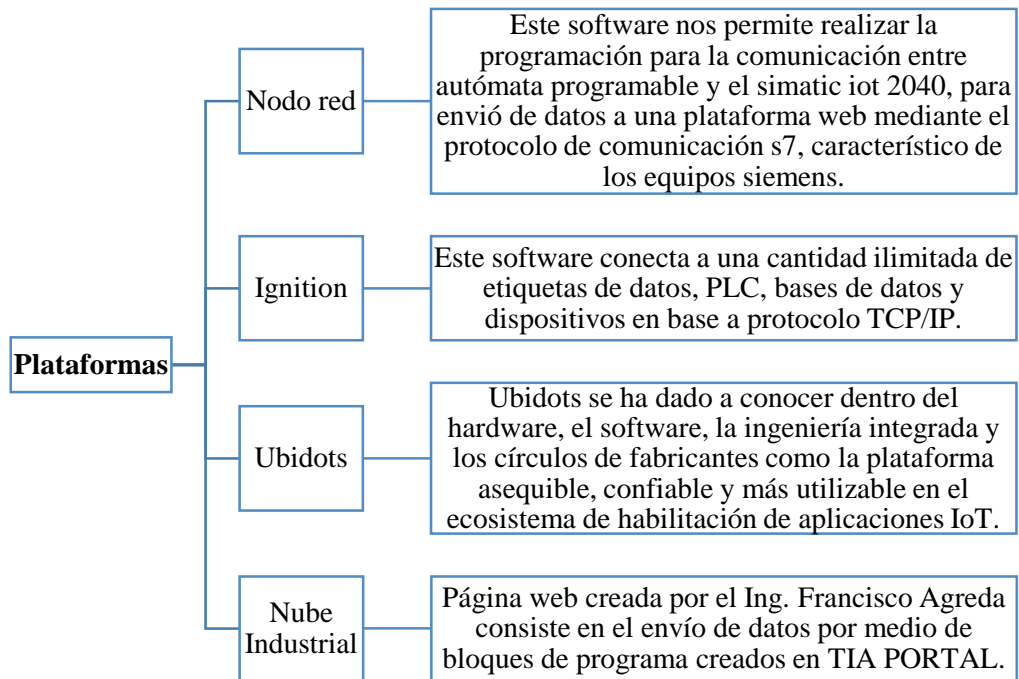 Plataformas
Nodo red
Este software nos permite realizar la
programación para la comunicación entre
autómata programable y el simatic iot 2040, para
envió de datos a una plataforma web mediante el
protocolo de comunicación s7, característico de
los equipos siemens.
Ignition
Este software conecta a una cantidad ilimitada de
etiquetas de datos, PLC, bases de datos y
dispositivos en base a protocolo TCP/IP.
Ubidots
Ubidots se ha dado a conocer dentro del
hardware, el software, la ingeniería integrada y
los círculos de fabricantes como la plataforma
asequible, confiable y más utilizable en el
ecosistema de habilitación de aplicaciones IoT.
Nube
Industrial
Página web creada por el Ing. Francisco Agreda
consiste en el envío de datos por medio de
bloques de programa creados en TIA PORTAL.